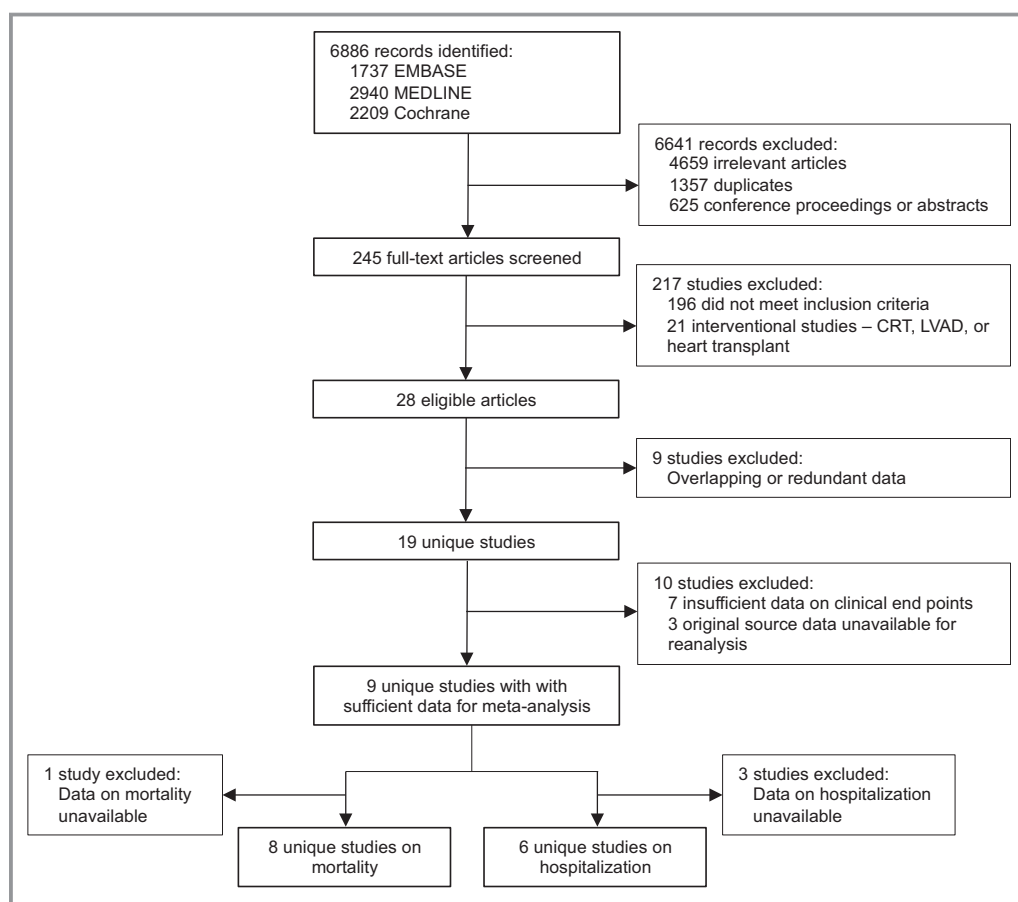 6886 records identified:
1737 EMBASE
2940 MEDLINE
2209 Cochrane
6641 records excluded:
4659 irrelevant articles
1357 duplicates
625 conference proceedings or abstracts
245 full-text articles screened
217 studies excluded:
196 did not meet inclusion criteria
21 interventional studies – CRT, LVAD, or
heart transplant
28 eligible articles
9 studies excluded:
Overlapping or redundant data
19 unique studies
10 studies excluded:
7 insufficient data on clinical end points
3 original source data unavailable for
reanalysis
9 unique studies with with
sufficient data for meta-analysis
1 study excluded:
Data on mortality
unavailable
3 studies excluded:
Data on hospitalization
unavailable
8 unique studies on
mortality
6 unique studies on
hospitalization